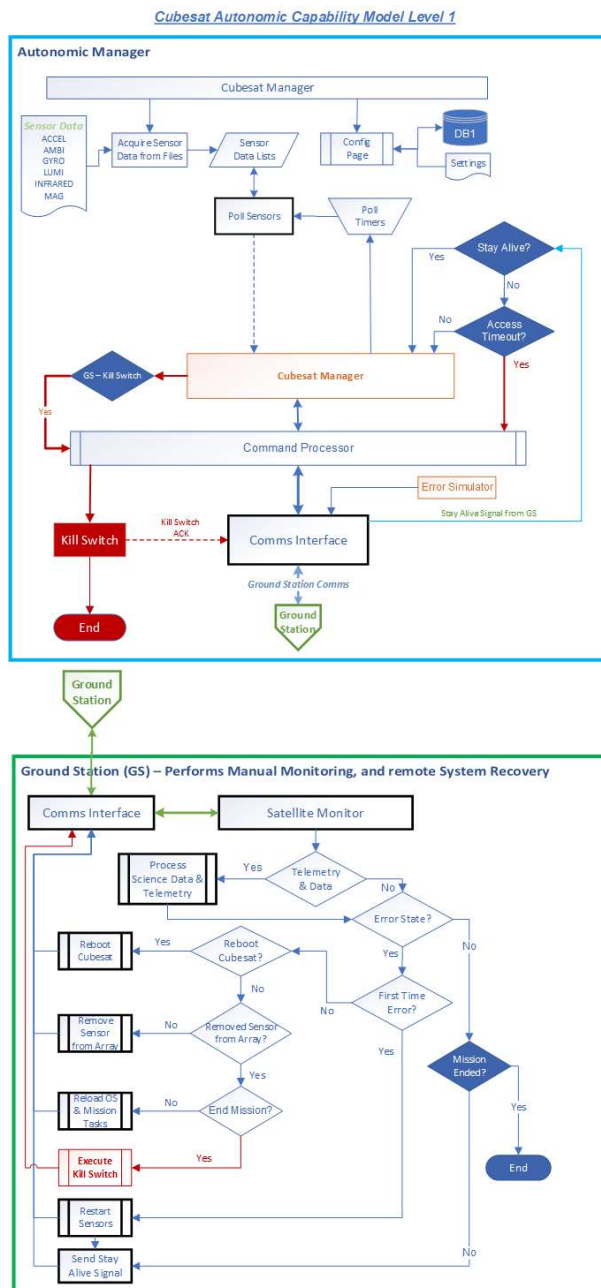 Cubesat Autonomic Capability Model Level 1
Autonomic Manager
Cubesat Manager
Sensor Data
ACCEL
AMBI
GYRO
LUMI
INFRARED
MAG
Acquire Sensor
Data from Files
Sensor
Data Lists
Config
Page
DB1
Settings
Poll Sensors
Poll
Timers
Stay Alive?
Yes
No
Access
Timeout?
No
Yes
GS – Kill Switch
Cubesat Manager
Yes
Command Processor
Error Simulator
Kill Switch
Kill Switch
ACK
Comms Interface
Stay Alive Signal from GS
Ground Station Comms
End
Ground
Station
Ground
Station
Ground Station (GS) – Performs Manual Monitoring, and remote System Recovery
Comms Interface
Satellite Monitor
Process
Science Data &
Telemetry
Yes
Telemetry
& Data
No
Error State?
No
Reboot
Cubesat
Yes
Reboot
Cubesat?
Yes
No
No
First Time
Error?
Remove
Sensor
from Array
No
Removed Sensor
from Array?
Yes
Mission
Ended?
Yes
Reload OS
& Mission
Tasks
No
End Mission?
Yes
Execute
Kill Switch
Yes
End
Restart
Sensors
Send Stay
Alive Signal
No